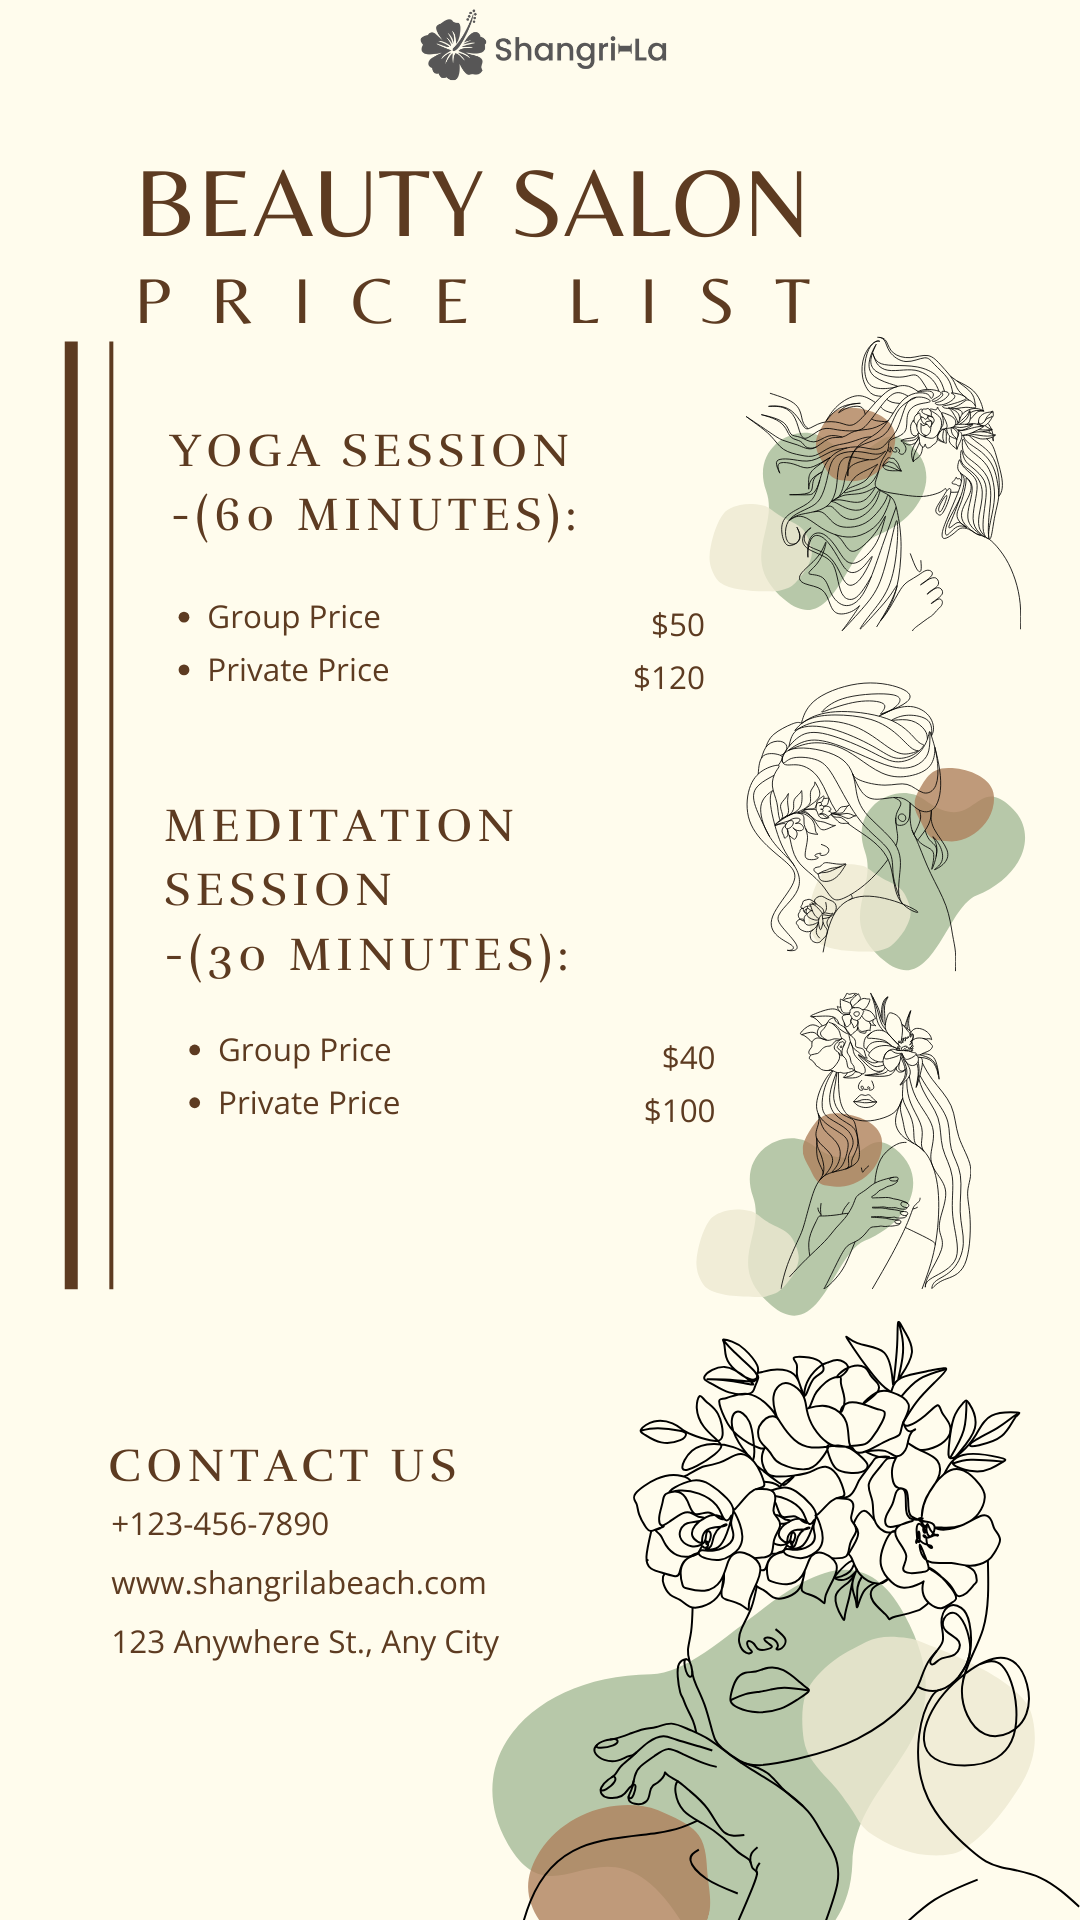 Shangri-La
BEAUTY SALON
PRICE LIST
YOGA SESSION
-(60 MINUTES):
• Group Price $50
• Private Price $120
MEDITATION
SESSION
-(30 MINUTES):
• Group Price $40
• Private Price $100
CONTACT US
+123-456-7890
www.shangrilabeach.com
123 Anywhere St., Any City